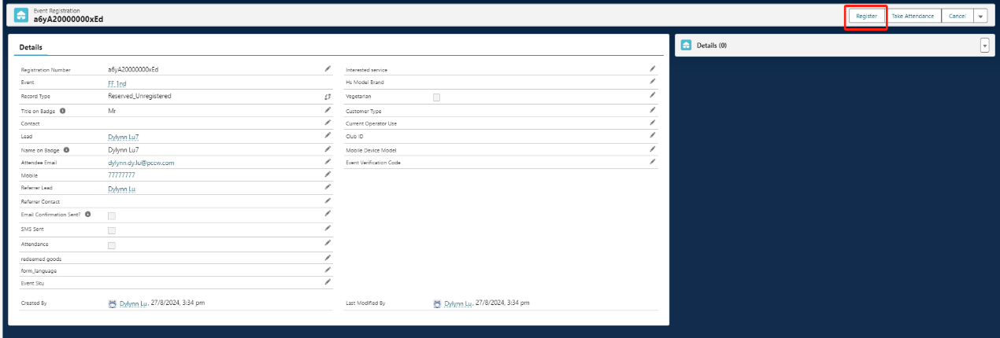 Event Registration
a6yA20000000xEd
Register
Take Attendance
Cancel
Details
Details (0)
Registration Number a6yA20000000xEd
Event FF 1nd
Record Type Reserved_Unregistered
Title on Badge Mr
Contact
Lead Dylynn Lu7
Name on Badge Dylynn Lu7
Attendee Email dylynn.dy.lu@pccw.com
Mobile 77777777
Referrer Lead Dylynn Lu
Referrer Contact
Email Confirmation Sent?
SMS Sent
Attendance
redeemed goods
form_language
Event Sku
Created By Dylynn Lu, 27/8/2024, 3:34 pm
Interested service
Hs Model Brand
Vegetarian
Customer Type
Current Operator Use
Club ID
Mobile Device Model
Event Verification Code
Last Modified By Dylynn Lu, 27/8/2024, 3:34 pm